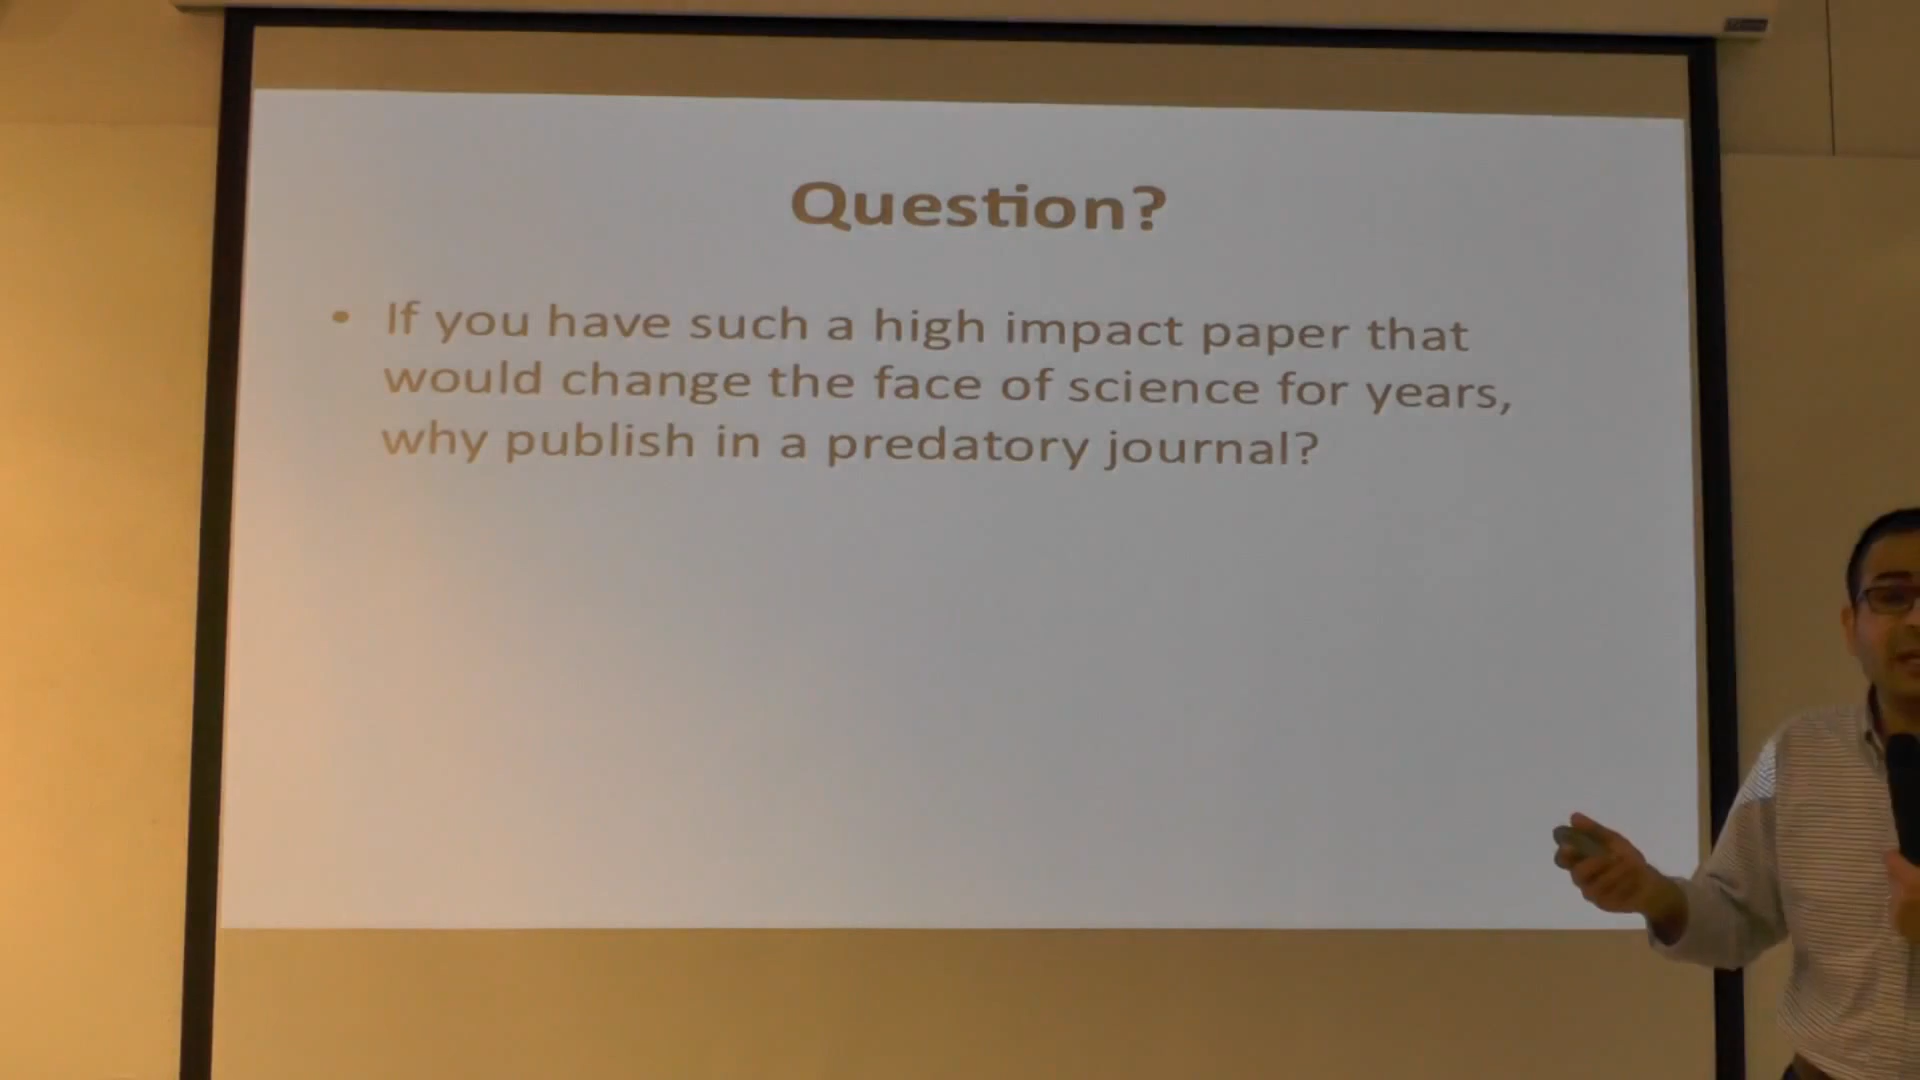 Question?
• If you have such a high impact paper that
would change the face of science for years,
why publish in a predatory journal?